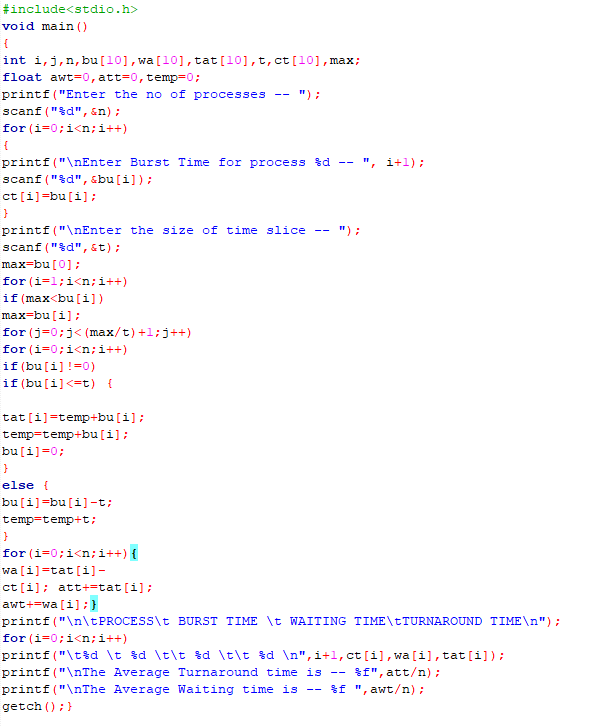 #include<stdio.h>
void main()
{
int i,j,n,bu[10],wa[10],tat[10],t,ct[10],max;
float awt=0,att=0,temp=0;
printf("Enter the no of processes -- ");
scanf("%d",&n);
for(i=0;i<n;i++)
{
printf("\nEnter Burst Time for process %d -- ", i+1);
scanf("%d",&bu[i]);
ct[i]=bu[i];
}
printf("\nEnter the size of time slice -- ");
scanf("%d",&t);
max=bu[0];
for(i=1;i<n;i++)
if(max<bu[i])
max=bu[i];
for(j=0;j<(max/t)+1;j++)
for(i=0;i<n;i++)
if(bu[i]!=0)
if(bu[i]<=t) {
tat[i]=temp+bu[i];
temp=temp+bu[i];
bu[i]=0;
}
else {
bu[i]=bu[i]-t;
temp=temp+t;
}
for(i=0;i<n;i++){
wa[i]=tat[i]-
ct[i]; att+=tat[i];
awt+=wa[i];}
printf("\n\tPROCESS\t BURST TIME \t WAITING TIME\tTURNAROUND TIME\n");
for(i=0;i<n;i++)
printf("\t%d \t %d \t\t %d \t\t %d \n",i+1,ct[i],wa[i],tat[i]);
printf("\nThe Average Turnaround time is -- %f",att/n);
printf("\nThe Average Waiting time is -- %f ",awt/n);
getch();}